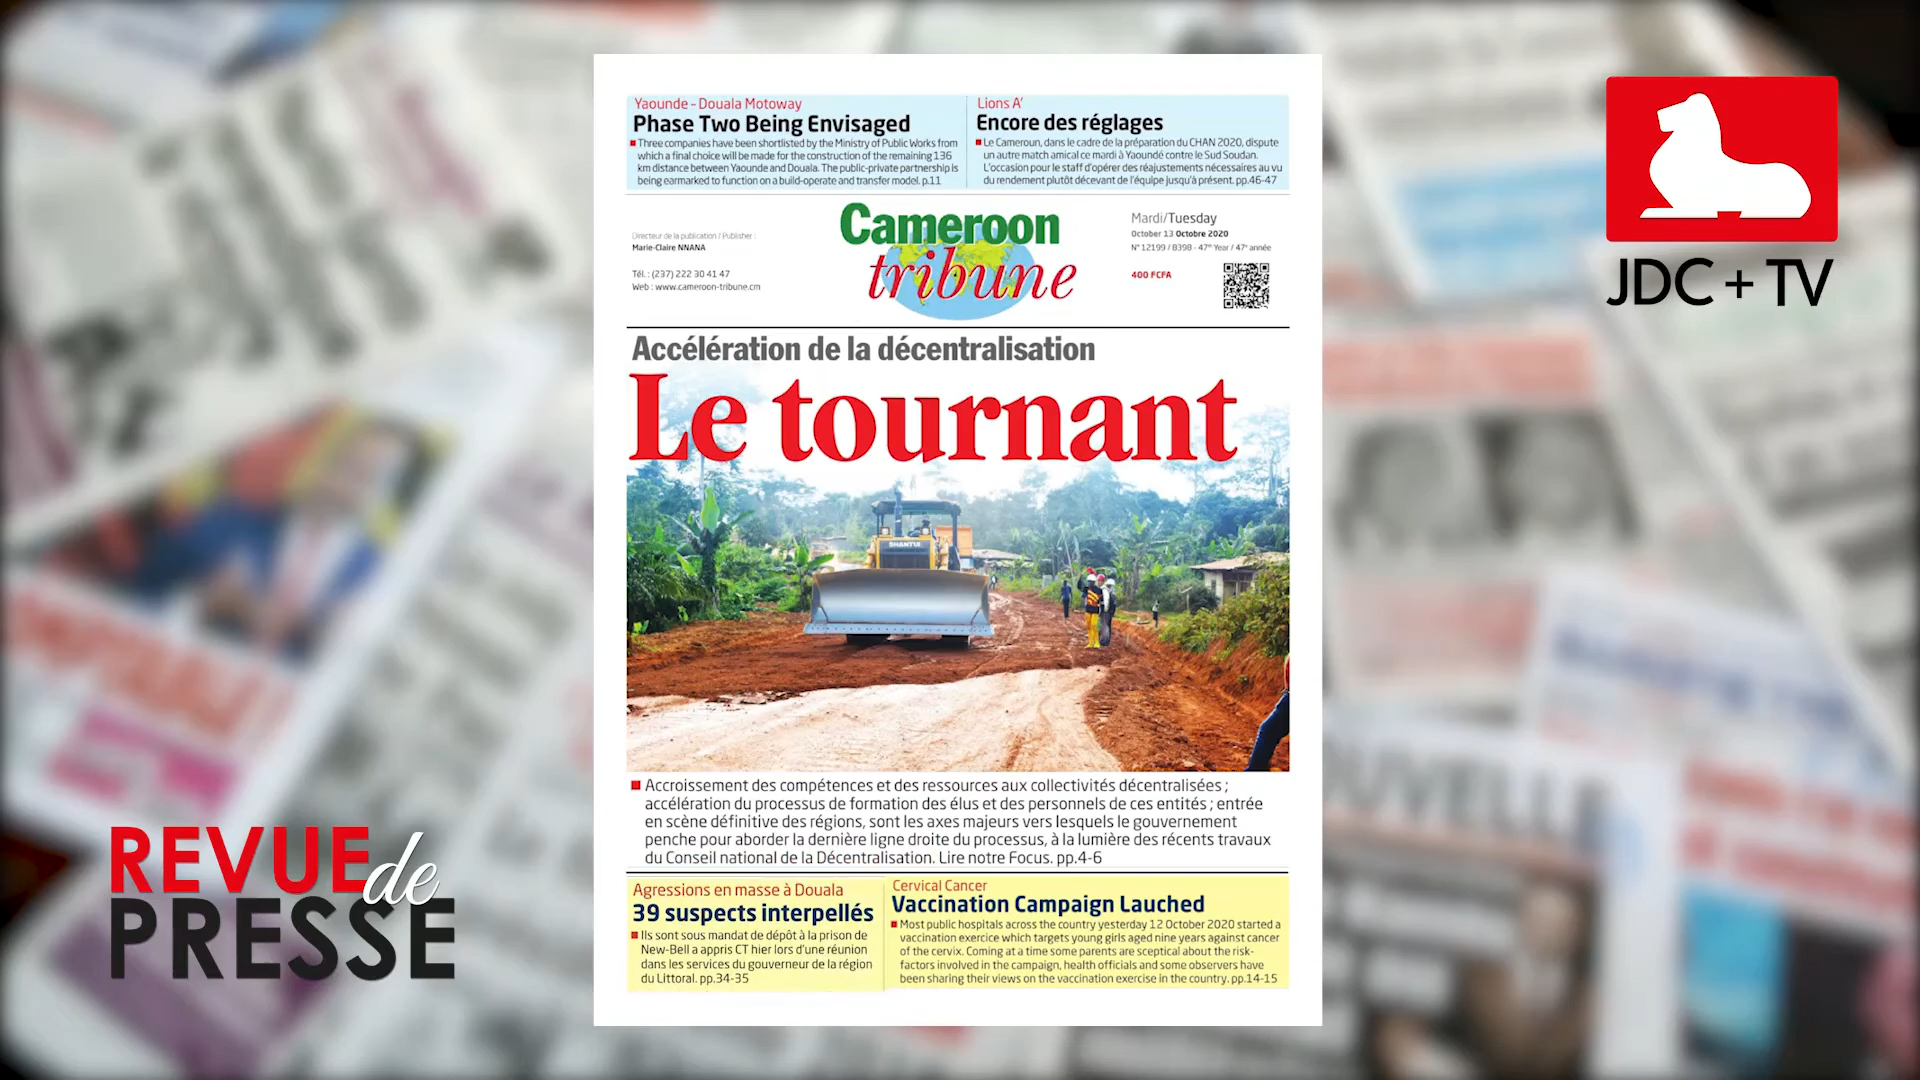 Yaounde - Douala Motoway
Phase Two Being Envisaged
Three companies have been shortlisted by the Ministry of Public Works from
which a final choice will be made for the construction of the remaining 136
km distance between Yaounde and Douala. The public-private partnership is
being earmarked to function on a build-operate and transfer model. p.11
Lions A'
Encore des réglages
Le Cameroun, dans le cadre de la préparation du CHAN 2020, dispute
un autre match amical ce mardi à Yaoundé contre le Sud Soudan.
L'occasion pour le staff d'opérer des réajustements nécessaires au vu
du rendement plutôt décevant de l'équipe jusqu'à présent. pp.46-47
Directeur de la publication / Publisher :
Marie-Claire NNANA
Tél. : (237) 222 30 41 47
Web : www.cameroon-tribune.cm
Cameroon
tribune
Mardi/Tuesday
October 13 Octobre 2020
N° 12199 / 8398 - 47th Year / 47e année
400 FCFA
Accélération de la décentralisation
Le tournant
SHANTUI
Accroissement des compétences et des ressources aux collectivités décentralisées ;
accélération du processus de formation des élus et des personnels de ces entités ; entrée
en scène définitive des régions, sont les axes majeurs vers lesquels le gouvernement
penche pour aborder la dernière ligne droite du processus, à la lumière des récents travaux
du Conseil national de la Décentralisation. Lire notre Focus. pp.4-6
Agressions en masse à Douala
39 suspects interpellés
Ils sont sous mandat de dépôt à la prison de
New-Bell a appris CT hier lors d'une réunion
dans les services du gouverneur de la région
du Littoral. pp.34-35
Cervical Cancer
Vaccination Campaign Lauched
Most public hospitals across the country yesterday 12 October 2020 started a
vaccination exercice which targets young girls aged nine years against cancer
of the cervix. Coming at a time some parents are sceptical about the risk-
factors involved in the campaign, health officials and some observers have
been sharing their views on the vaccination exercise in the country. pp.14-15
JDC + TV
REVUE de
PRESSE